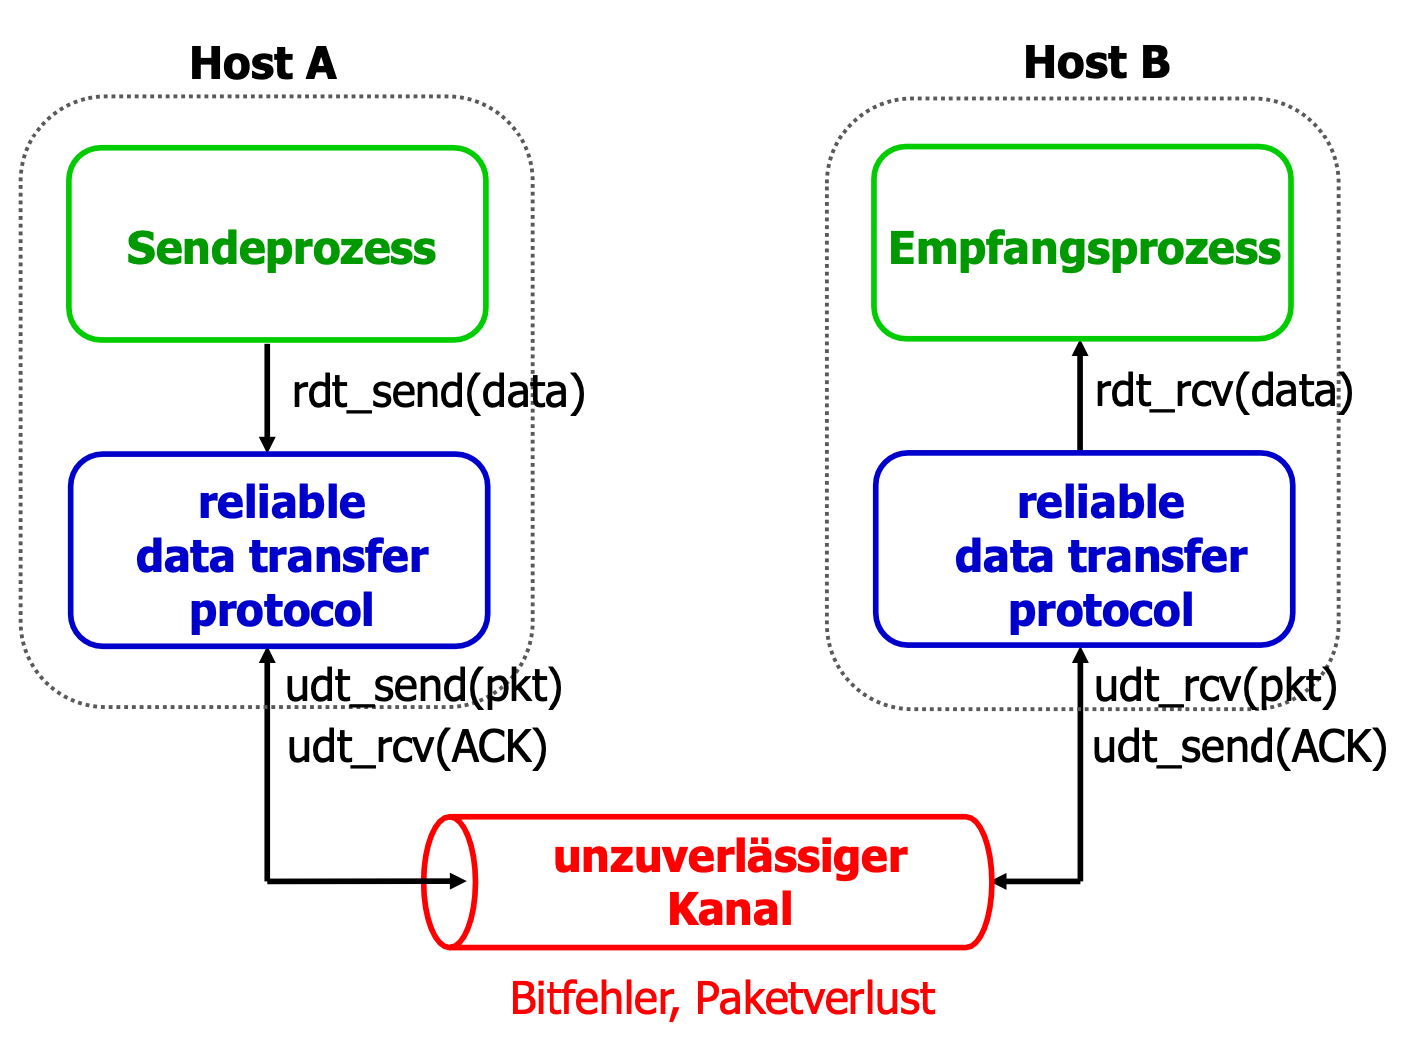 Host A
Host B
Sendeprozess
Empfangsprozess
rdt_send(data)
rdt_rcv(data)
reliable
data transfer
protocol
reliable
data transfer
protocol
udt_send(pkt)
udt_rcv(ACK)
udt_rcv(pkt)
udt_send(ACK)
unzuverlässiger
Kanal
Bitfehler, Paketverlust